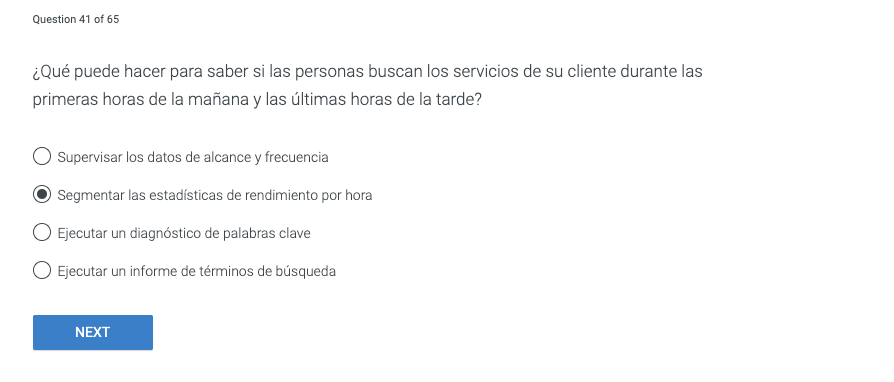 Question 41 of 65
¿Qué puede hacer para saber si las personas buscan los servicios de su cliente durante las
primeras horas de la mañana y las últimas horas de la tarde?
Supervisar los datos de alcance y frecuencia
Segmentar las estadísticas de rendimiento por hora
Ejecutar un diagnóstico de palabras clave
Ejecutar un informe de términos de búsqueda
NEXT